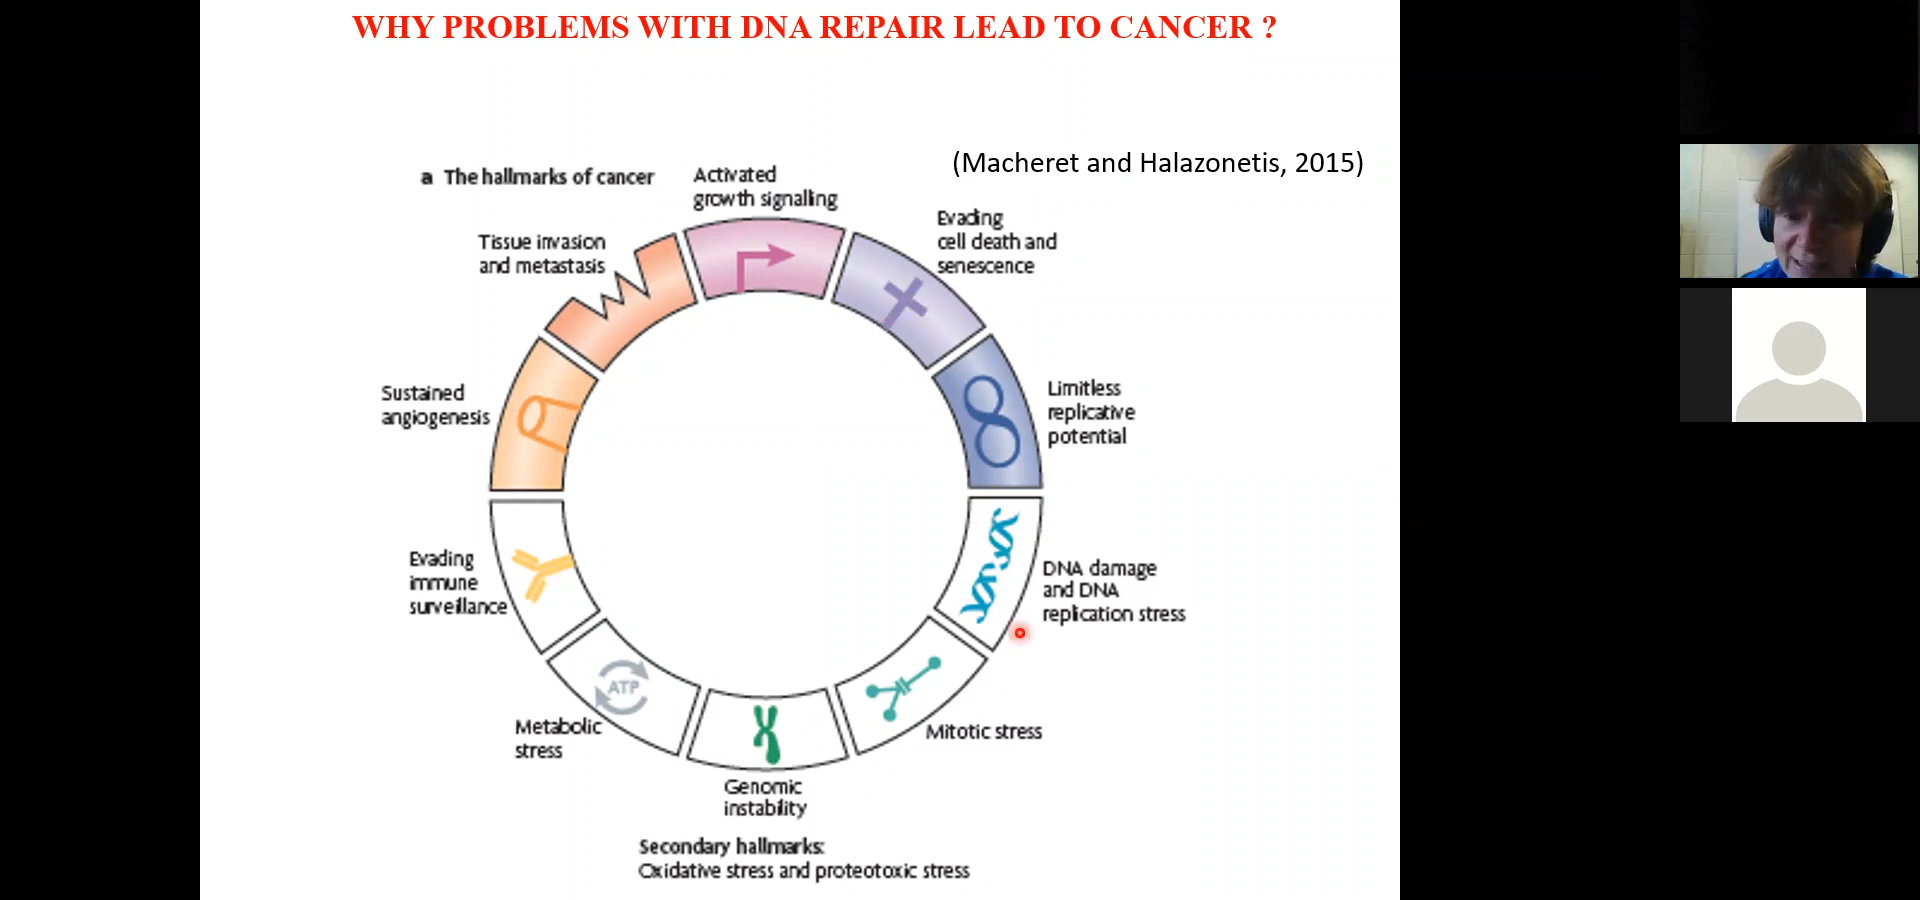 WHY PROBLEMS WITH DNA REPAIR LEAD TO CANCER ?
(Macheret and Halazonetis, 2015)
a The hallmarks of cancer
Activated
growth signalling
Evading
cell death and
senescence
Tissue invasion
and metastasis
Limitless
replicative
potential
Sustained
angiogenesis
DNA damage
and DNA
replication stress
Evading
immune
surveillance
ATP
Metabolic
stress
Mitotic stress
Genomic
instability
Secondary hallmarks:
Oxidative stress and proteotoxic stress